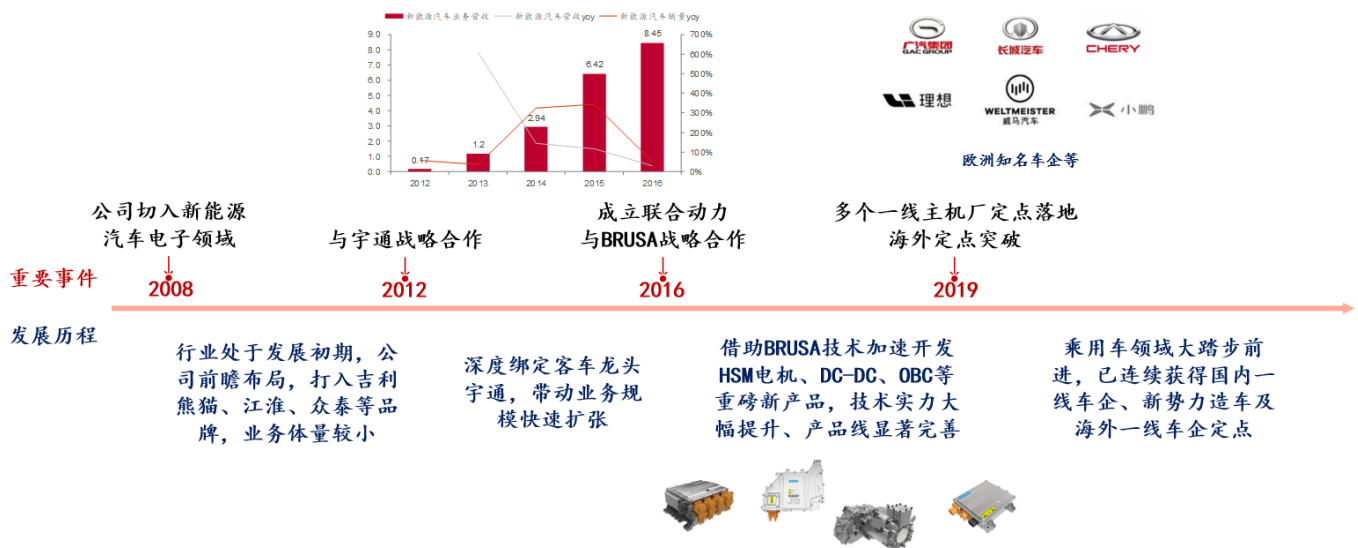 新能源汽车业务营收 新能源汽车营收yoy 新能源汽车销量yoy
9.0
8.0
7.0
6.0
5.0
4.0
3.0
2.0
1.0
0.0
0.17
1.2
2.94
6.42
8.45
70.0%
600%
500%
400%
300%
200%
100%
0%
2012 2013 2014 2015 2016
广汽集团
GAC GROUP
长城汽车
CHERY
理想
WELTMEISTER
威马汽车
小鹏
欧洲知名车企等
公司切入新能源
汽车电子领域
与宇通战略合作
成立联合动力
与BRUSA战略合作
多个一线主机厂定点落地
海外定点突破
重要事件
2008
2012
2016
2019
发展历程
行业处于发展初期，公
司前瞻布局，打入吉利
熊猫、江淮、众泰等品
牌，业务体量较小
深度绑定客车龙头
宇通，带动业务规
模快速扩张
借助BRUSA技术加速开发
HSM电机、DC-DC、OBC等
重磅新产品，技术实力大
幅提升、产品线显著完善
乘用车领域大踏步前
进，已连续获得国内一
线车企、新势力造车及
海外一线车企定点